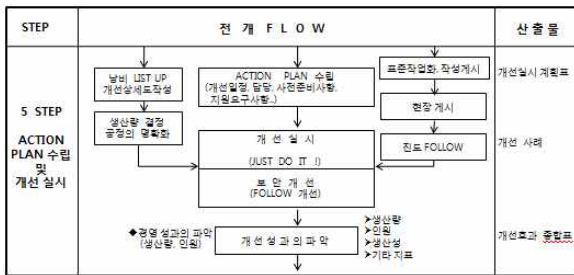 STEP
전 개 F L O W
산 출 물
5 STEP
ACTION
PLAN 수립
및
개선 실시
낭비 LIST UP
개선상세도작성
생산량 결정
공정의 명확화
ACTION PLAN 수립
(개선일정, 담당, 사전준비사항,
지원요구사항..)
표준작업화, 작성게시
현장 게시
진도 FOLLOW
개 선 실 시
(JUST DO IT !)
보 완 개 선
(FOLLOW 개선)
◆경영 성과의 파악
(생산량, 인원)
개 선 성 과 의 파 악
➢생산량
➢인원
➢생산성
➢기타 지표
개선실시 계획표
개선 사례
개선효과 종합표